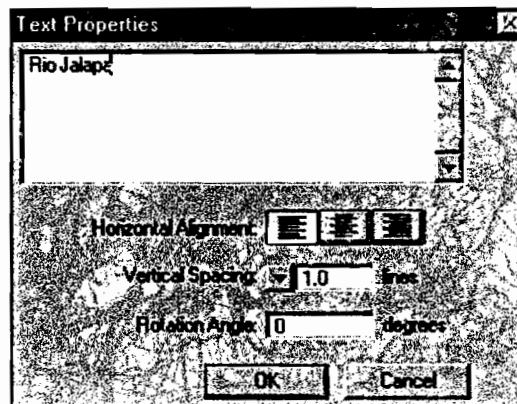 Text Properties
Rio Jalapa
Horizontal Alignment:
Vertical Spacing: 1.0 lines
Rotation Angle: 0 degrees
OK Cancel